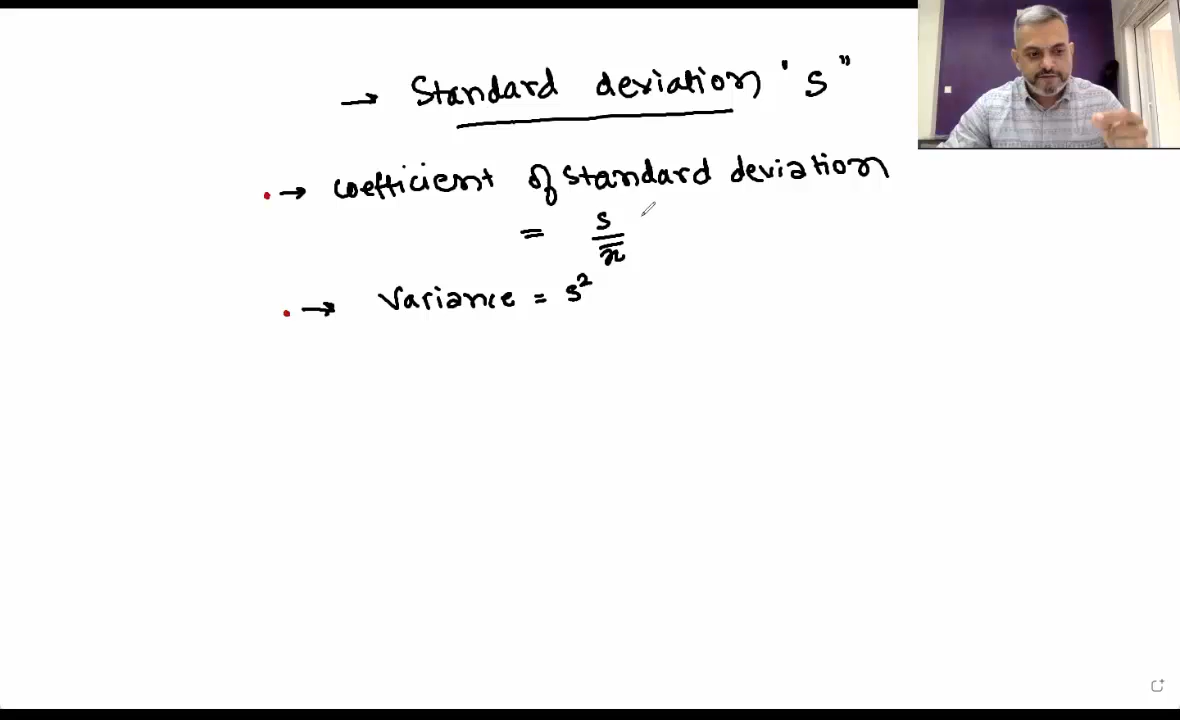 → Standard deviation "S"
• → coefficient of standard deviation
= s/x̄
• → Variance = s²